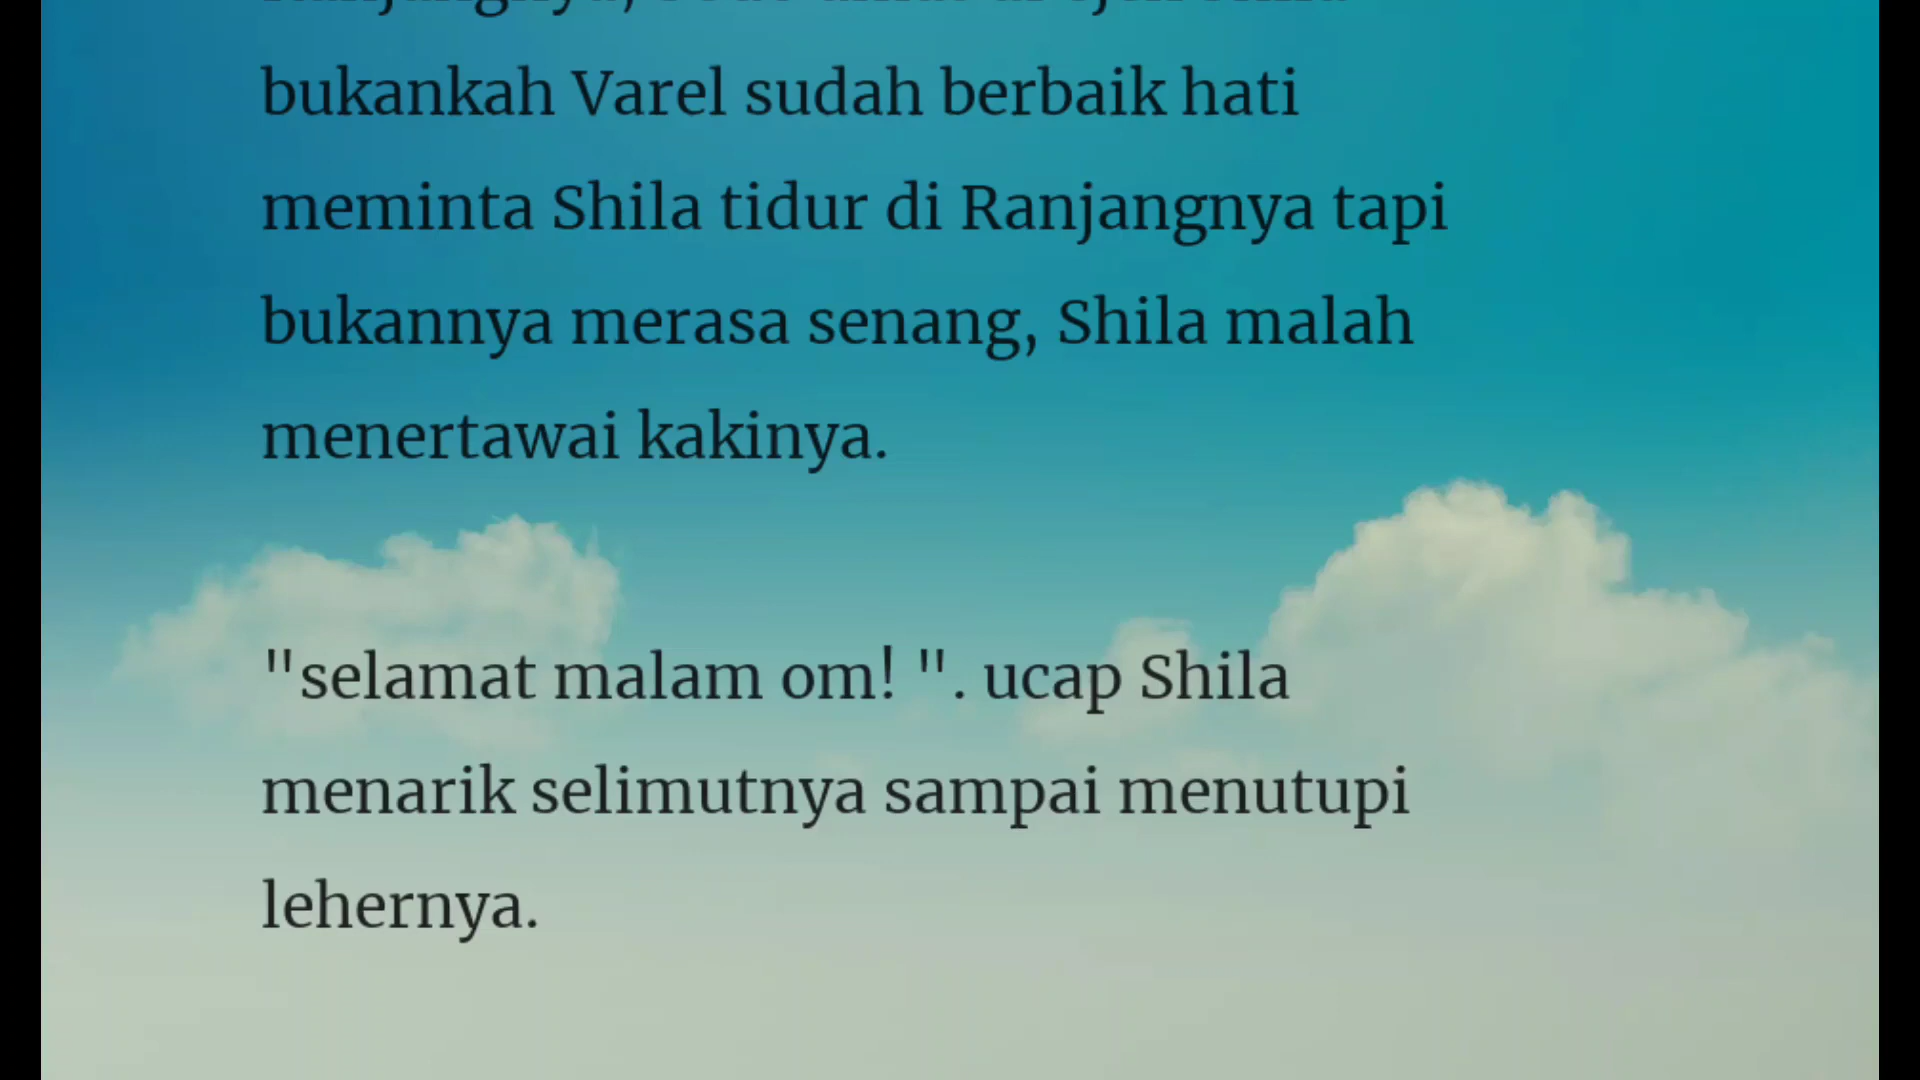 bukankah Varel sudah berbaik hati
meminta Shila tidur di Ranjangnya tapi
bukannya merasa senang, Shila malah
menertawai kakinya.
"selamat malam om! ". ucap Shila
menarik selimutnya sampai menutupi
lehernya.